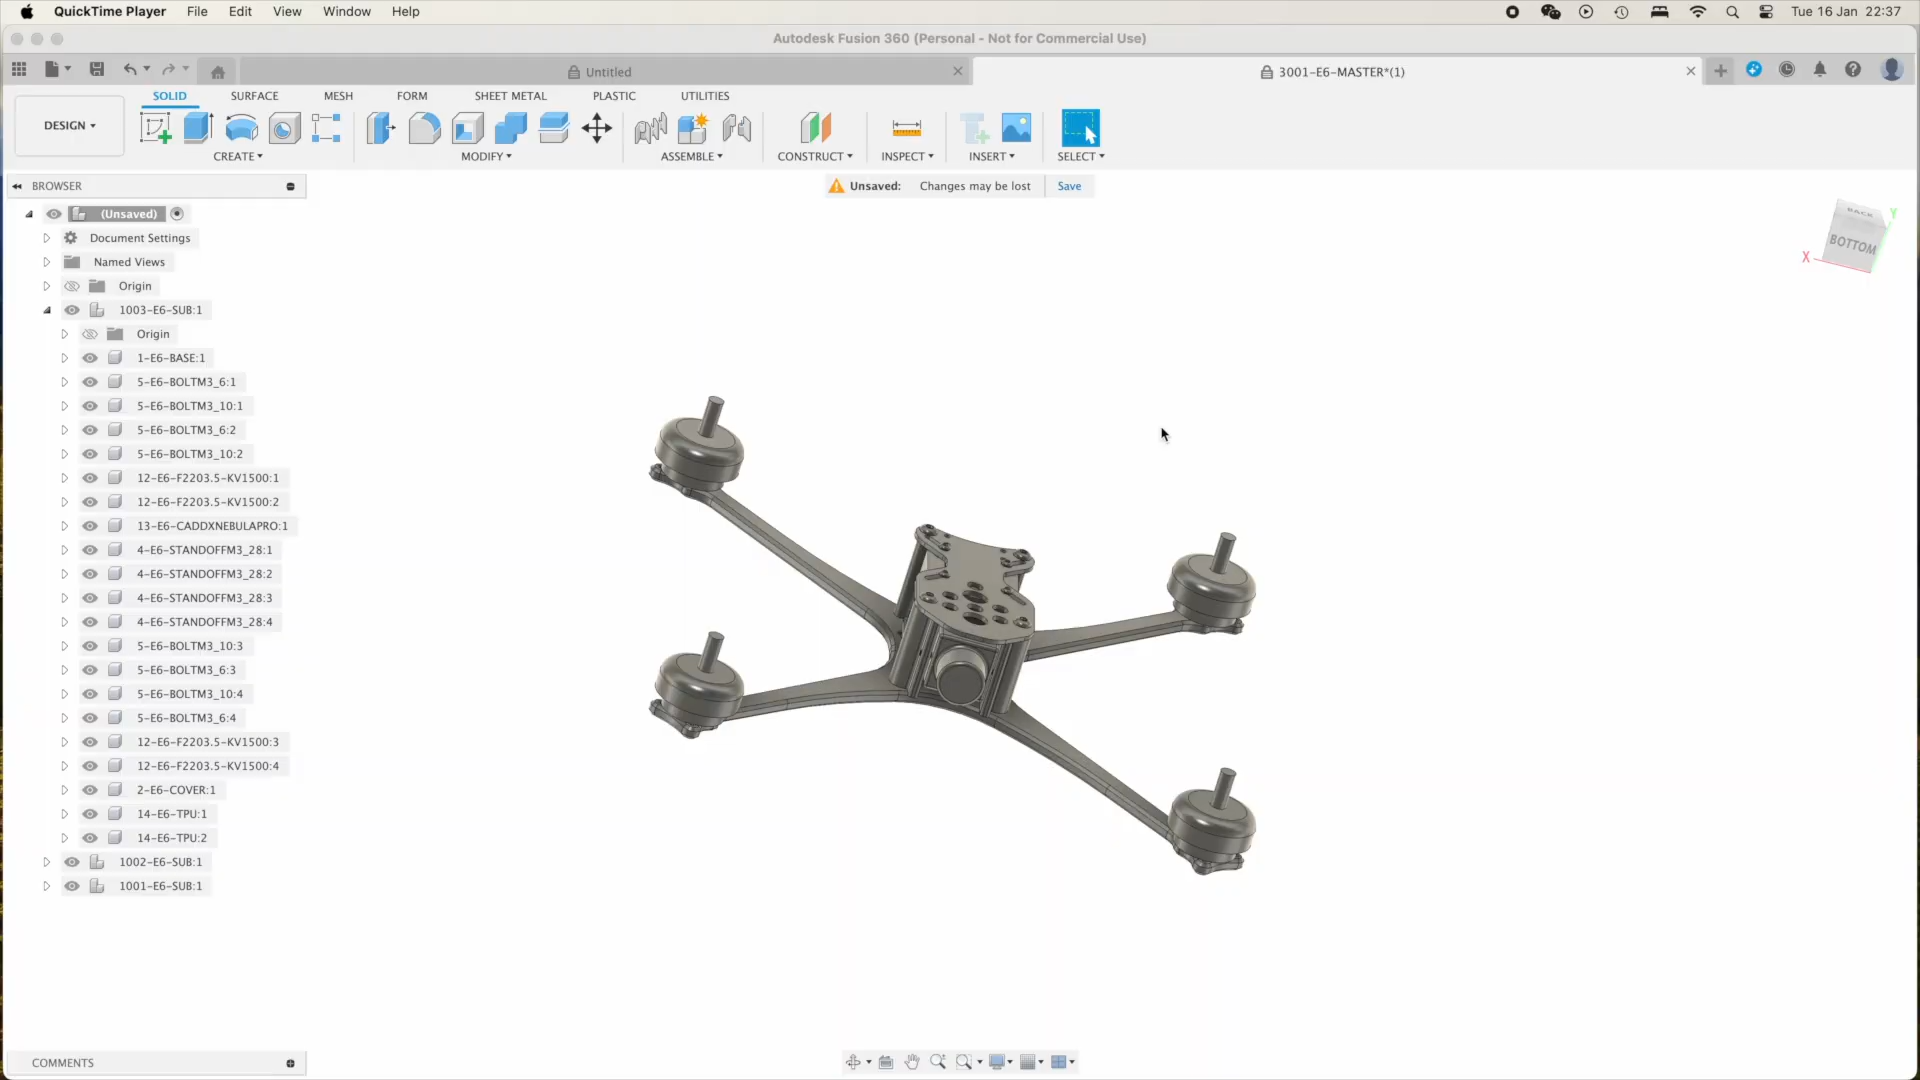 QuickTime Player File Edit View Window Help Tue 16 Jan 22:37
Autodesk Fusion 360 (Personal - Not for Commercial Use)
Untitled
3001-E6-MASTER*(1)
SOLID SURFACE MESH FORM SHEET METAL PLASTIC UTILITIES
DESIGN
CREATE MODIFY ASSEMBLE CONSTRUCT INSPECT INSERT SELECT
BROWSER
Unsaved: Changes may be lost Save
(Unsaved)
Document Settings
Named Views
Origin
1003-E6-SUB:1
Origin
1-E6-BASE:1
5-E6-BOLTM3_6:1
5-E6-BOLTM3_10:1
5-E6-BOLTM3_6:2
5-E6-BOLTM3_10:2
12-E6-F2203.5-KV1500:1
12-E6-F2203.5-KV1500:2
13-E6-CADDXNEBULAPRO:1
4-E6-STANDOFFM3_28:1
4-E6-STANDOFFM3_28:2
4-E6-STANDOFFM3_28:3
4-E6-STANDOFFM3_28:4
5-E6-BOLTM3_10:3
5-E6-BOLTM3_6:3
5-E6-BOLTM3_10:4
5-E6-BOLTM3_6:4
12-E6-F2203.5-KV1500:3
12-E6-F2203.5-KV1500:4
2-E6-COVER:1
14-E6-TPU:1
14-E6-TPU:2
1002-E6-SUB:1
1001-E6-SUB:1
BACK
Y
BOTTOM
X
COMMENTS